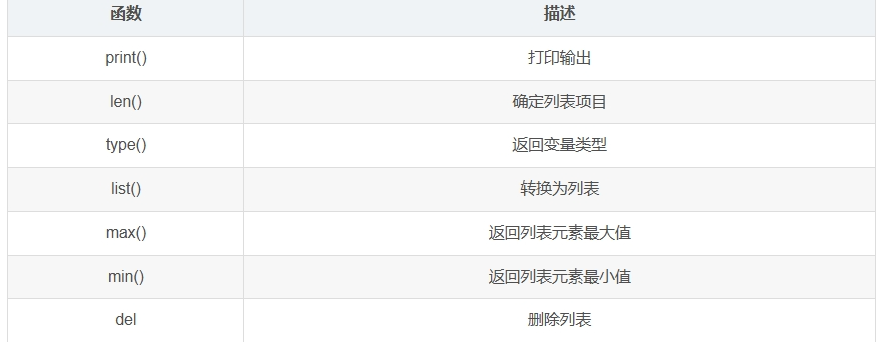 函数 描述
print() 打印输出
len() 确定列表项目
type() 返回变量类型
list() 转换为列表
max() 返回列表元素最大值
min() 返回列表元素最小值
del 删除列表